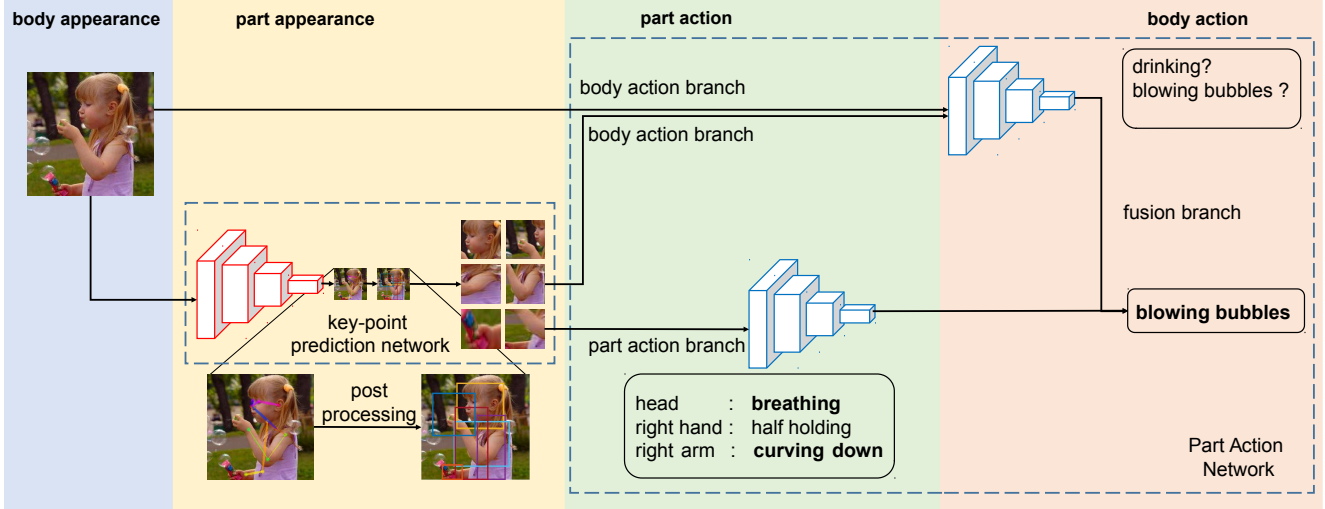 body appearance
part appearance
part action
body action
body action branch
body action branch
drinking?
blowing bubbles ?
fusion branch
key-point
prediction network
post
processing
part action branch
blowing bubbles
head : breathing
right hand : half holding
right arm : curving down
Part Action
Network